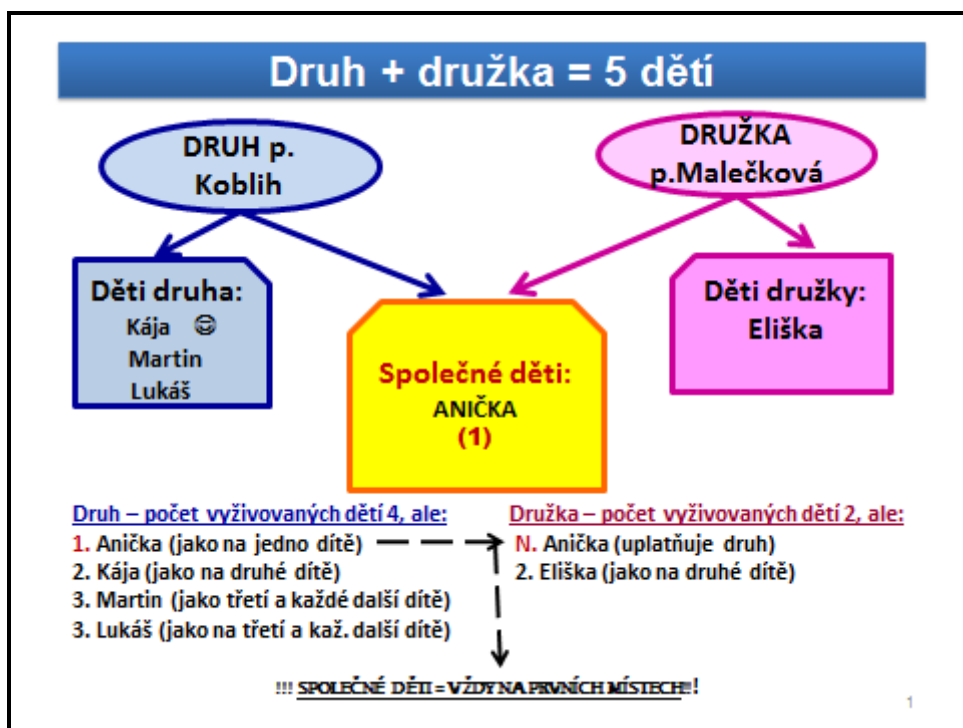 Druh + družka = 5 dětí
DRUH p.
Koblih
DRUŽKA
p.Malečková
Děti druha:
Kája
Martin
Lukáš
Společné děti:
ANIČKA
(1)
Děti družky:
Eliška
Druh – počet vyživovaných dětí 4, ale:
1. Anička (jako na jedno dítě)
2. Kája (jako na druhé dítě)
3. Martin (jako třetí a každé další dítě)
3. Lukáš (jako na třetí a kaž. další dítě)
Družka – počet vyživovaných dětí 2, ale:
N. Anička (uplatňuje druh)
2. Eliška (jako na druhé dítě)
!!! SPOLEČNÉ DĚTI = VŽDY NA PRVNÍCH MÍSTECH!!!
1